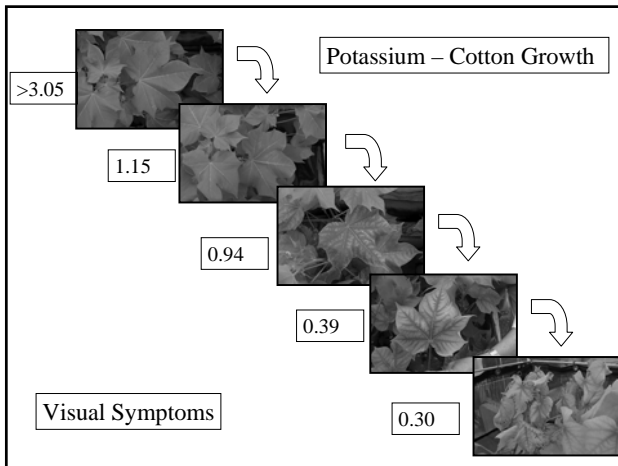 Potassium – Cotton Growth
>3.05
1.15
0.94
0.39
0.30
Visual Symptoms